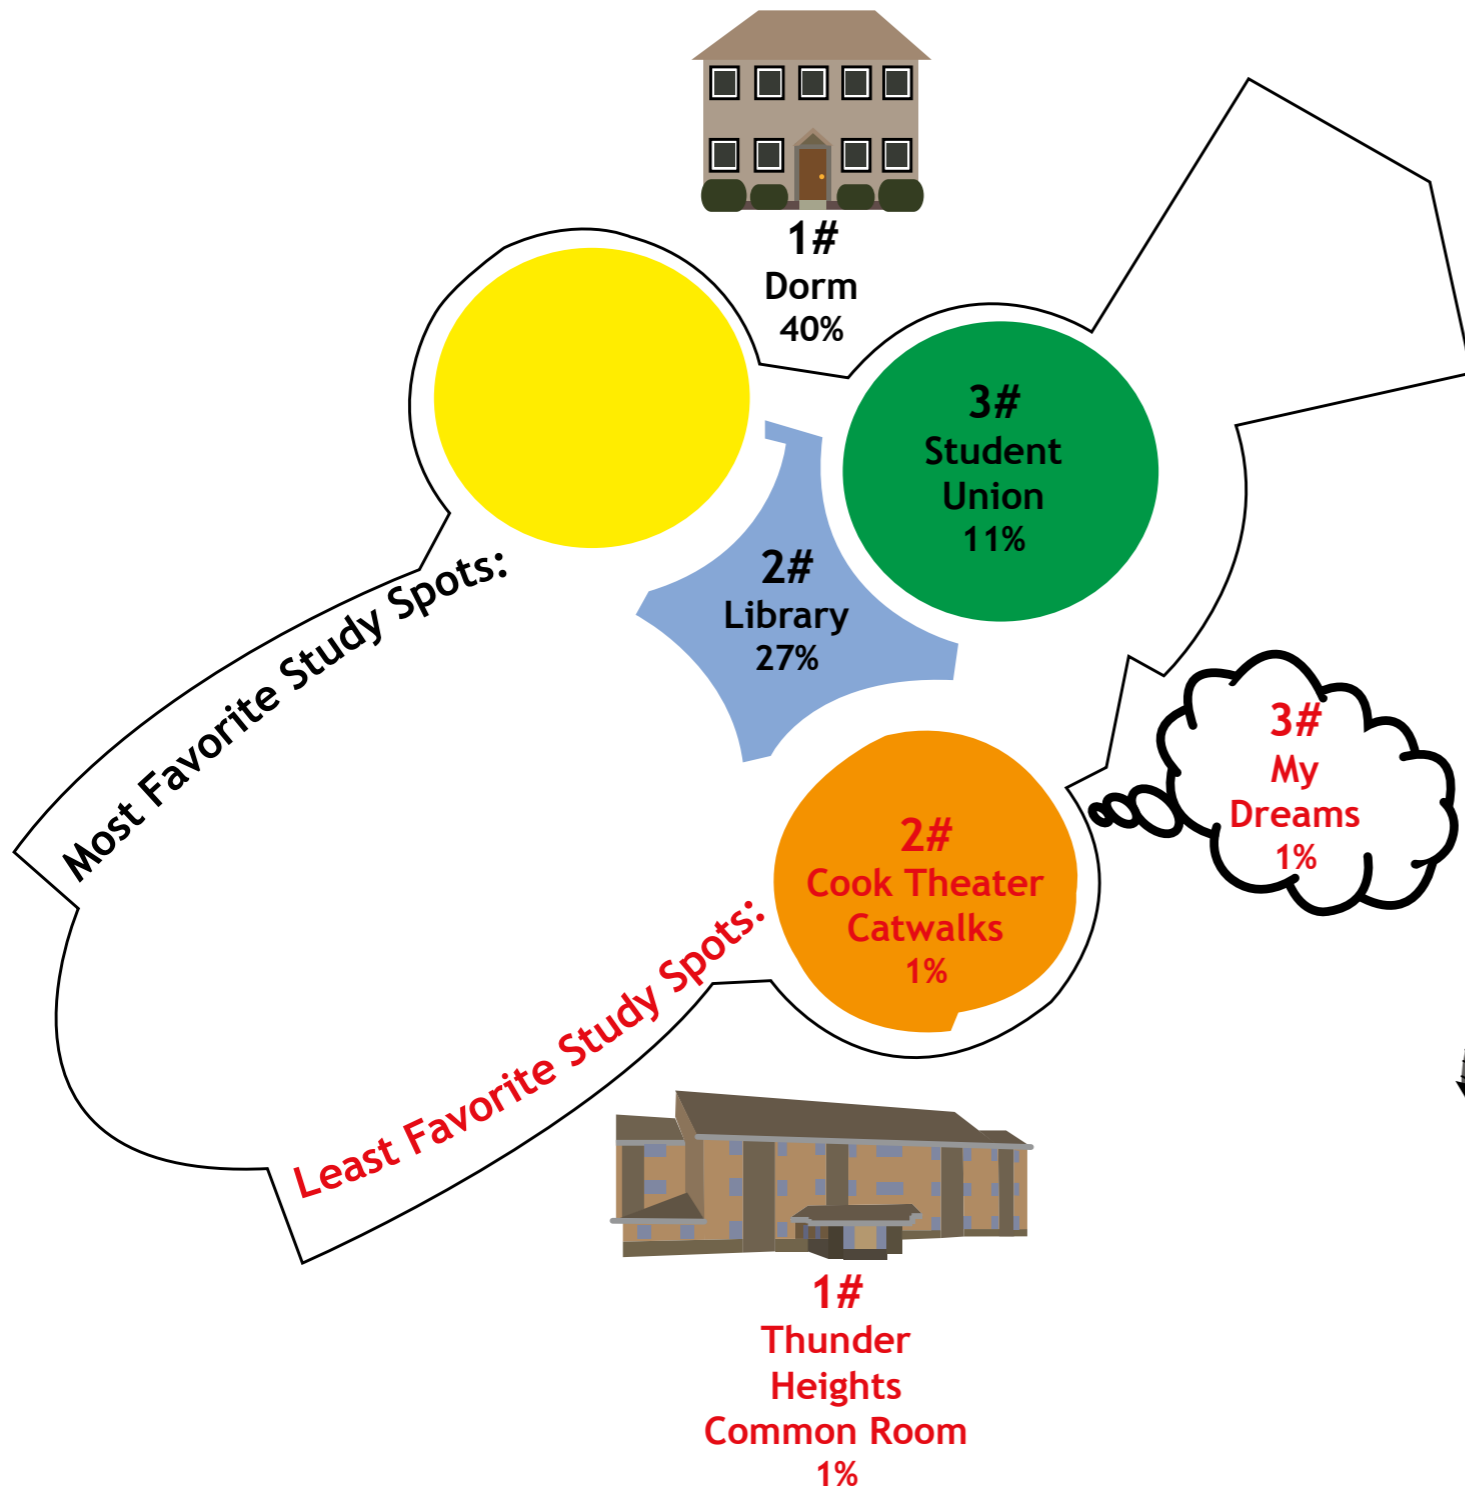 Most Favorite Study Spots:
1#
Dorm
40%
2#
Library
27%
3#
Student
Union
11%
Least Favorite Study Spots:
1#
Thunder
Heights
Common Room
1%
2#
Cook Theater
Catwalks
1%
3#
My
Dreams
1%